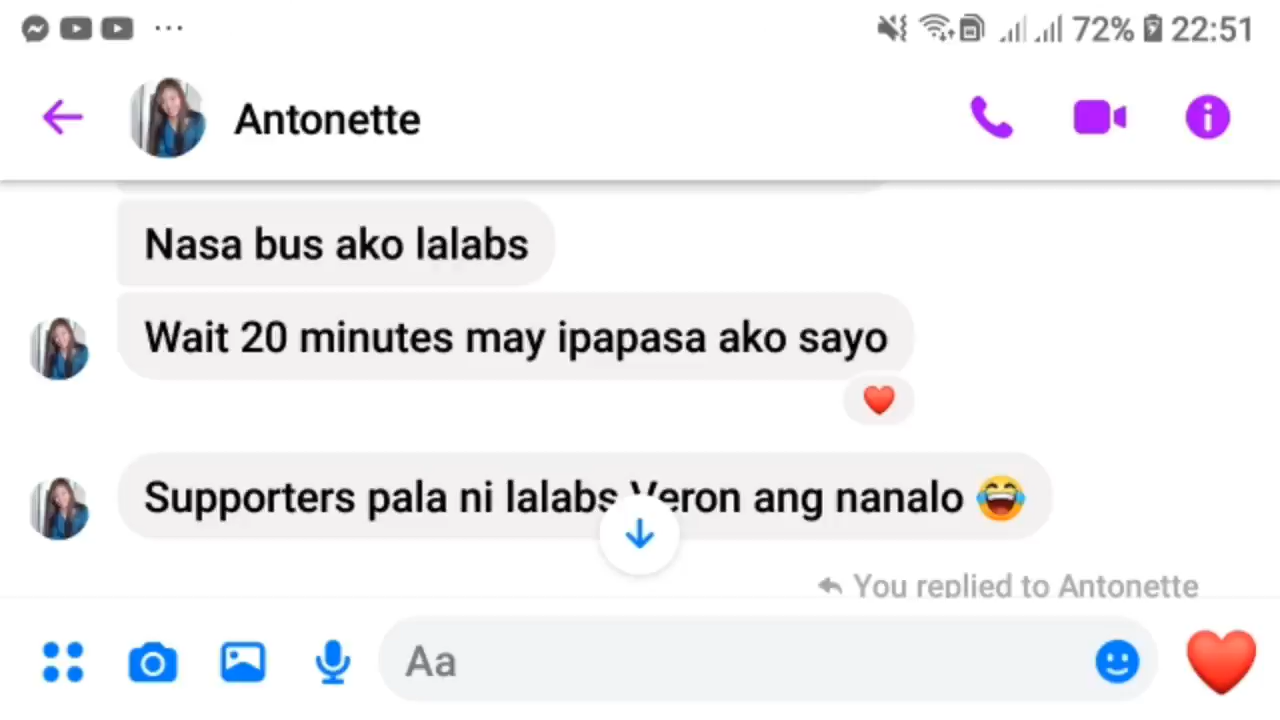 72% 22:51
Antonette
Nasa bus ako lalabs
Wait 20 minutes may ipapasa ako sayo
Supporters pala ni lalabs Veron ang nanalo 😂
You replied to Antonette
Aa